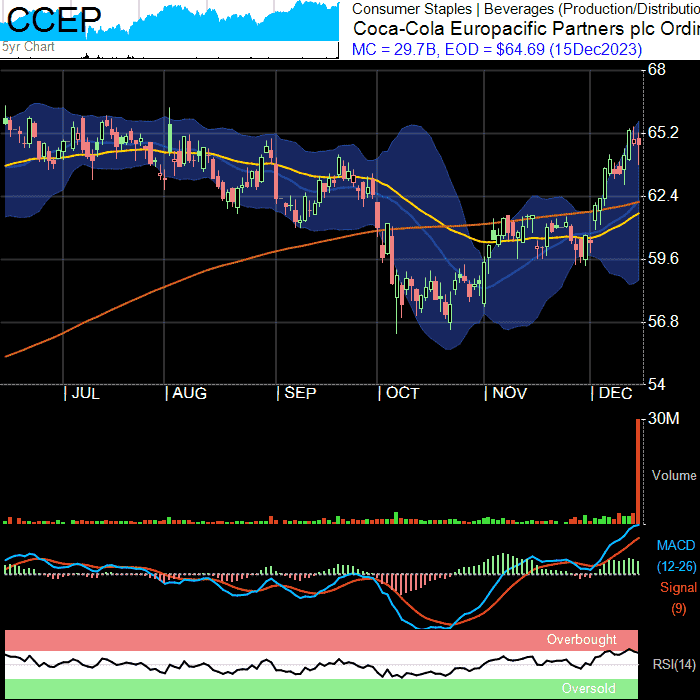 CCEP
5yr Chart
Consumer Staples | Beverages (Production/Distributio
Coca-Cola Europacific Partners plc Ordin
MC = 29.7B, EOD = $64.69 (15Dec2023)
68
65.2
62.4
59.6
56.8
54
| JUL | AUG | SEP | OCT | NOV | DEC
30M
Volume
MACD
(12-26)
Signal
(9)
Overbought
RSI(14)
Oversold